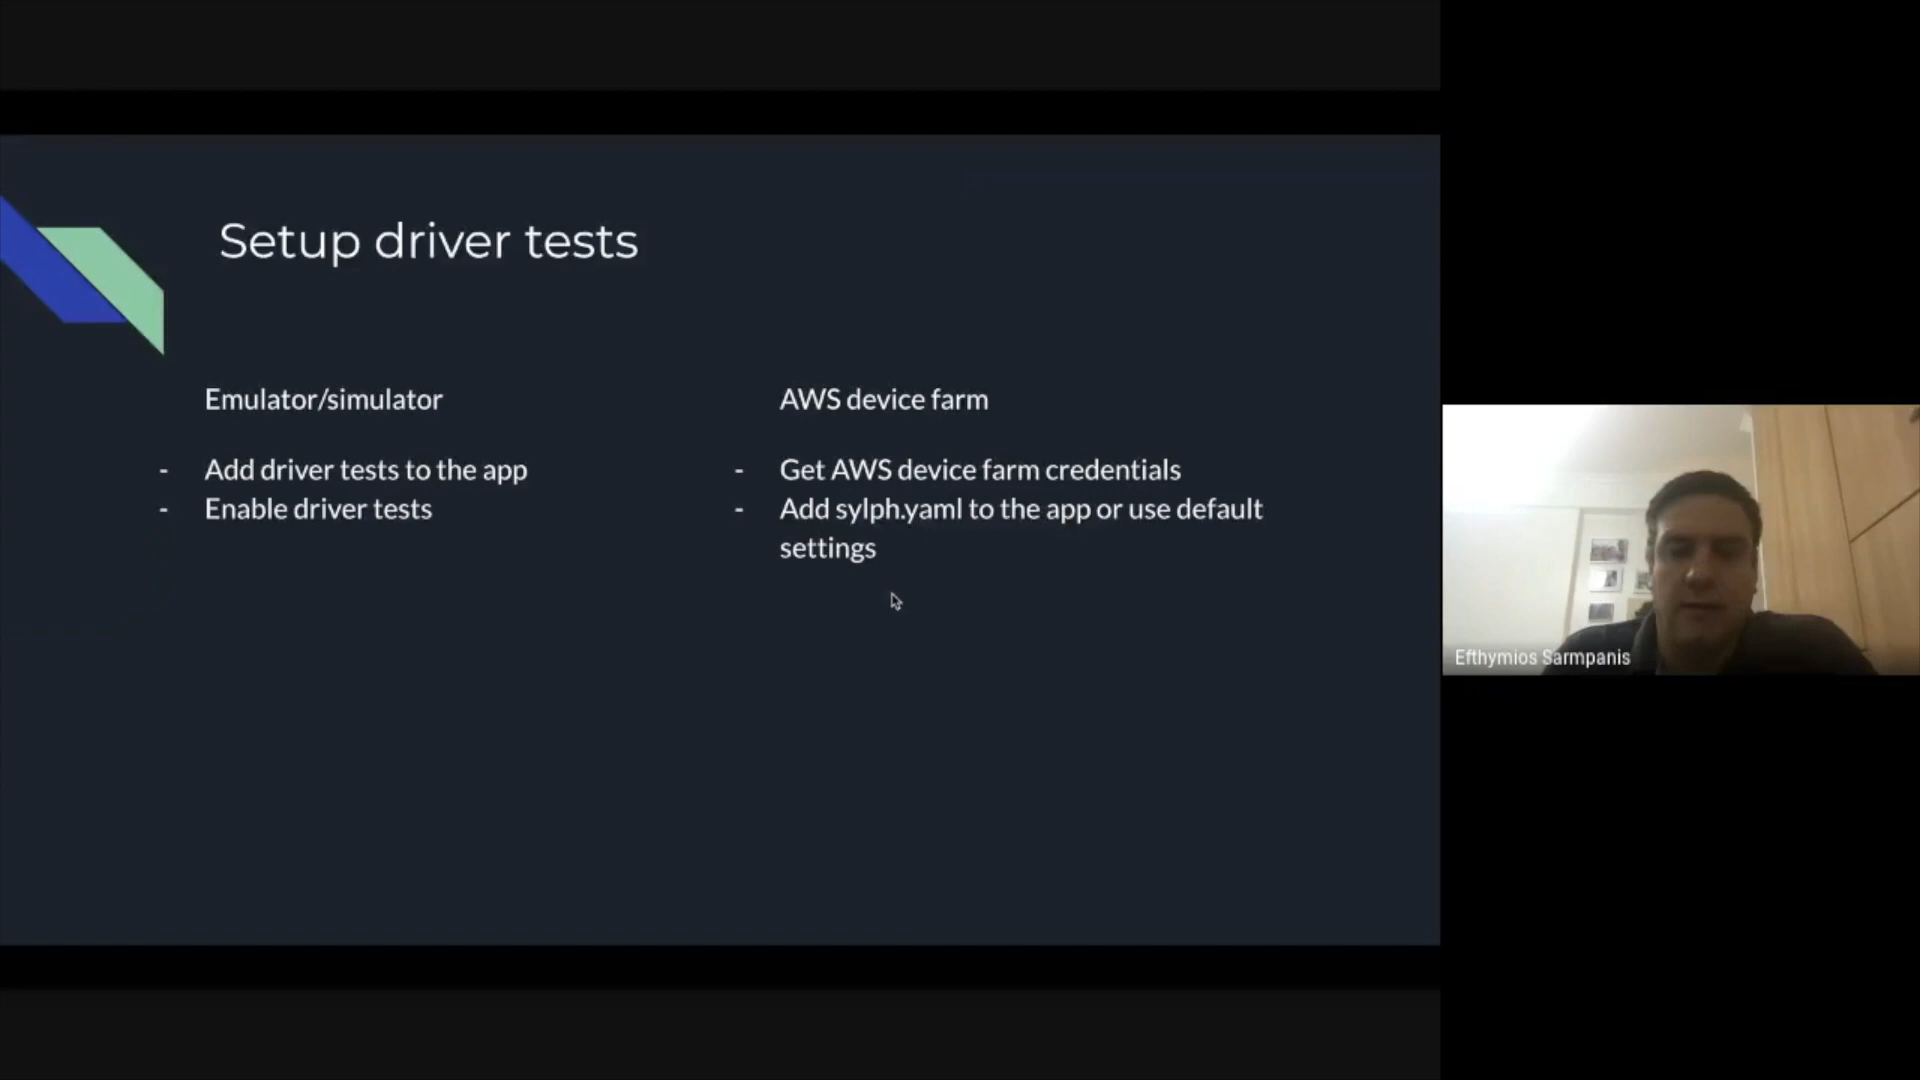 Setup driver tests
Emulator/simulator
- Add driver tests to the app
- Enable driver tests
AWS device farm
- Get AWS device farm credentials
- Add sylph.yaml to the app or use default
settings
Efthymios Sarmpanis